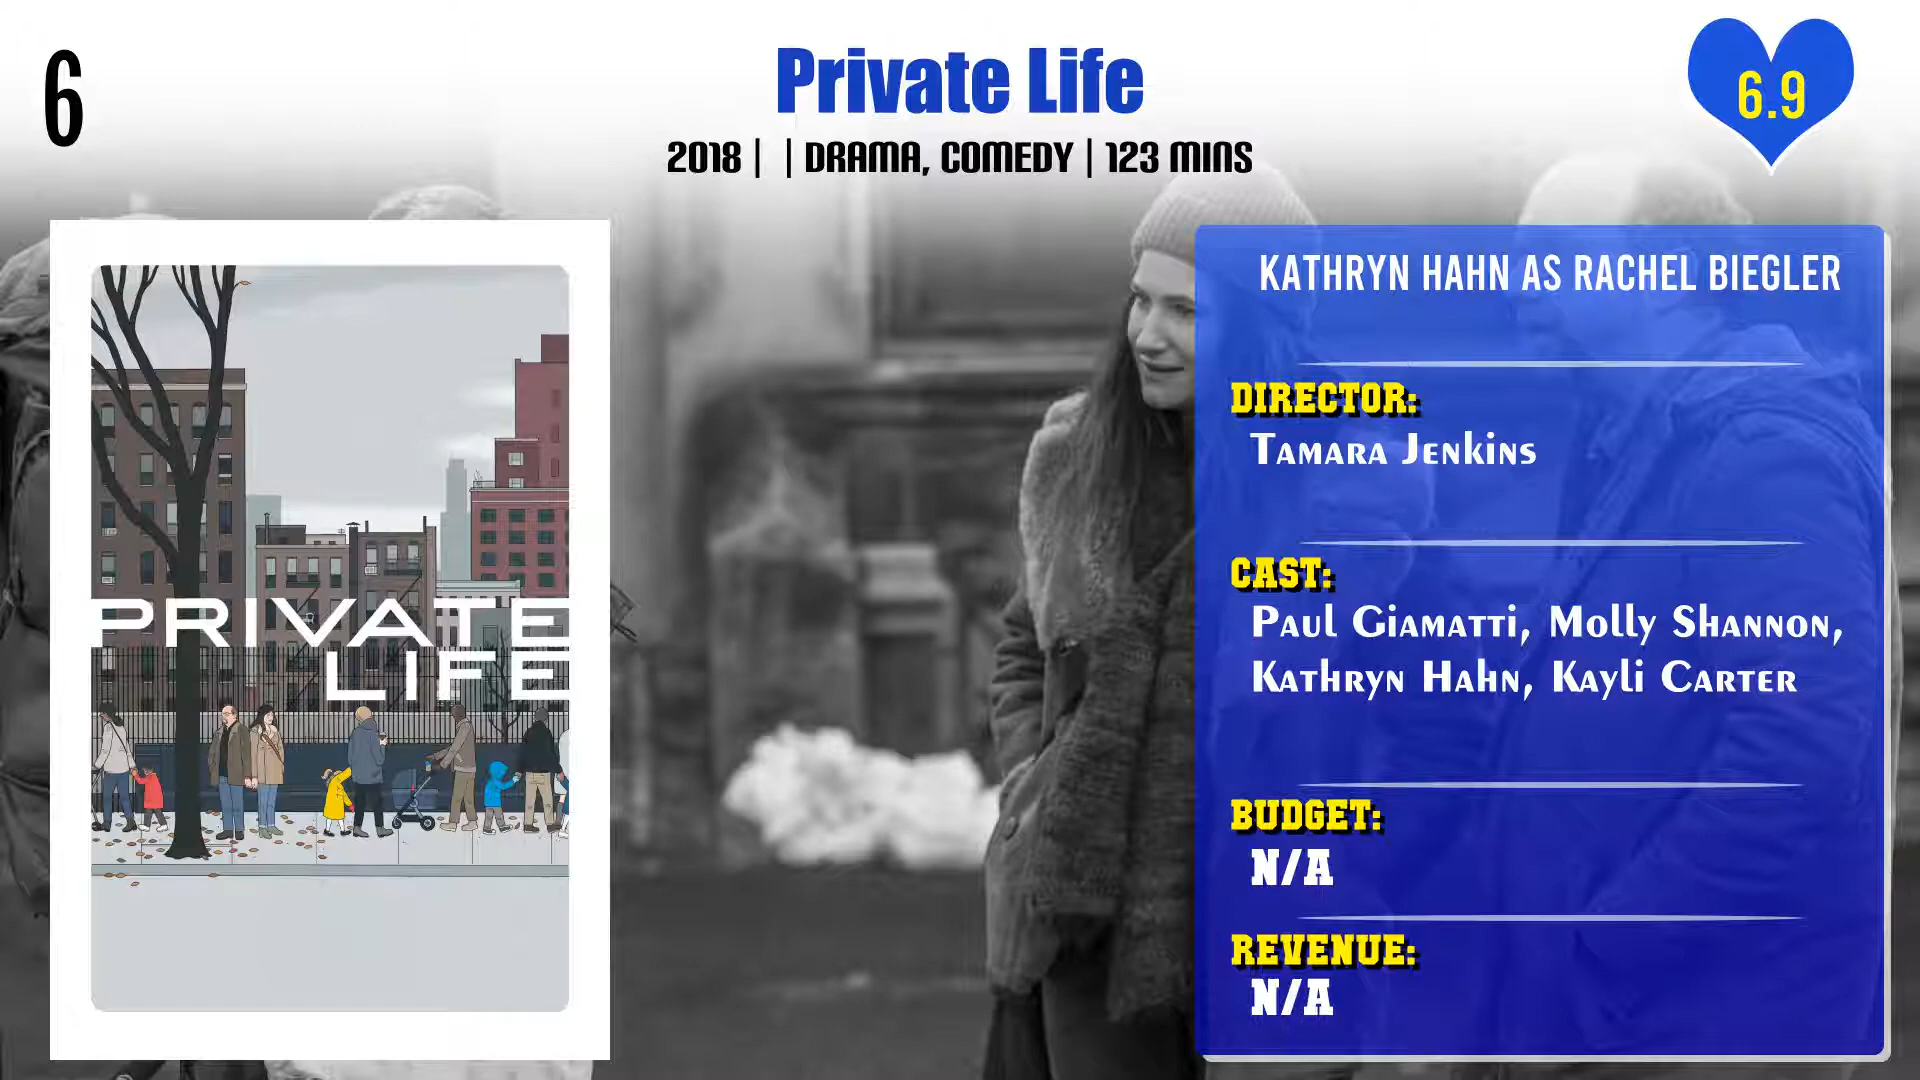 6
Private Life
6.9
2018 | | DRAMA, COMEDY | 123 MINS
PRIVATE
LIFE
KATHRYN HAHN AS RACHEL BIEGLER
DIRECTOR:
Tamara Jenkins
CAST:
Paul Giamatti, Molly Shannon,
Kathryn Hahn, Kayli Carter
BUDGET:
N/A
REVENUE:
N/A